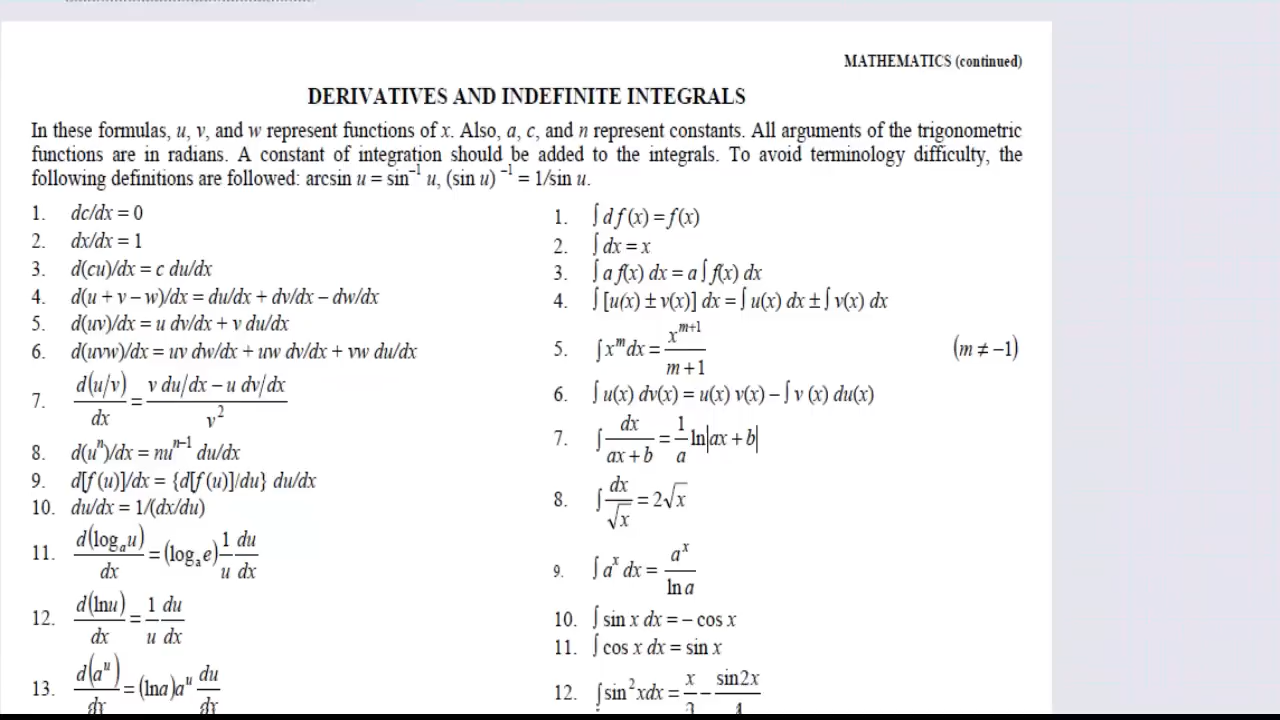 MATHEMATICS (continued)
DERIVATIVES AND INDEFINITE INTEGRALS
In these formulas, u, v, and w represent functions of x. Also, a, c, and n represent constants. All arguments of the trigonometric
functions are in radians. A constant of integration should be added to the integrals. To avoid terminology difficulty, the
following definitions are followed: arcsin u = sin⁻¹ u, (sin u)⁻¹ = 1/sin u.
1. dc/dx = 0
2. dx/dx = 1
3. d(cu)/dx = c du/dx
4. d(u + v – w)/dx = du/dx + dv/dx – dw/dx
5. d(uv)/dx = u dv/dx + v du/dx
6. d(uvw)/dx = uv dw/dx + uw dv/dx + vw du/dx
7. d(u/v)/dx = (v du/dx – u dv/dx)/v²
8. d(uⁿ)/dx = nuⁿ⁻¹ du/dx
9. d[f (u)]/dx = {d[f (u)]/du} du/dx
10. du/dx = 1/(dx/du)
11. d(logₐu)/dx = (logₐe) 1/u du/dx
12. d(lnu)/dx = 1/u du/dx
13. d(aᵘ)/dx = (lna)aᵘ du/dx
1. ∫ d f (x) = f (x)
2. ∫ dx = x
3. ∫ a f(x) dx = a ∫ f(x) dx
4. ∫ [u(x) ± v(x)] dx = ∫ u(x) dx ± ∫ v(x) dx
5. ∫ xᵐ dx = xᵐ⁺¹/(m + 1) (m ≠ –1)
6. ∫ u(x) dv(x) = u(x) v(x) – ∫ v (x) du(x)
7. ∫ dx/(ax + b) = 1/a ln|ax + b|
8. ∫ dx/√x = 2√x
9. ∫ aˣ dx = aˣ/ln a
10. ∫ sin x dx = – cos x
11. ∫ cos x dx = sin x
12. ∫ sin²xdx = x/2 – sin2x/4